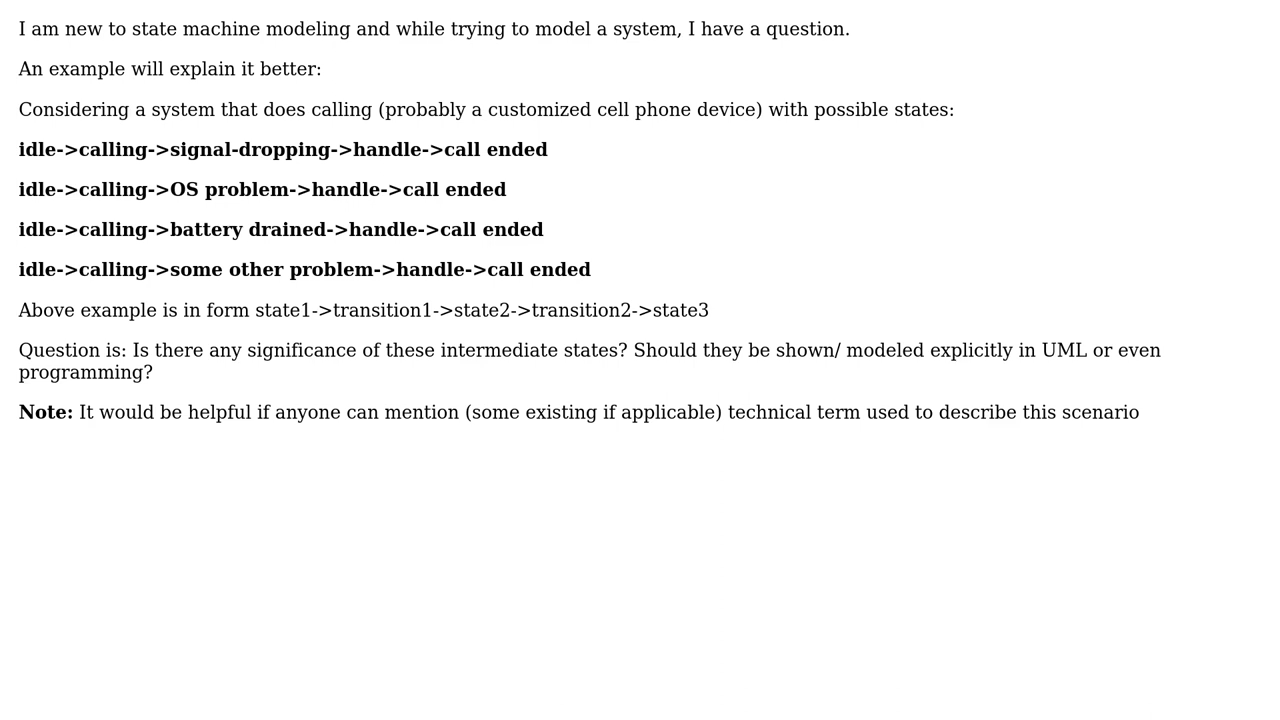 I am new to state machine modeling and while trying to model a system, I have a question.
An example will explain it better:
Considering a system that does calling (probably a customized cell phone device) with possible states:
idle->calling->signal-dropping->handle->call ended
idle->calling->OS problem->handle->call ended
idle->calling->battery drained->handle->call ended
idle->calling->some other problem->handle->call ended
Above example is in form state1->transition1->state2->transition2->state3
Question is: Is there any significance of these intermediate states? Should they be shown/ modeled explicitly in UML or even
programming?
Note: It would be helpful if anyone can mention (some existing if applicable) technical term used to describe this scenario